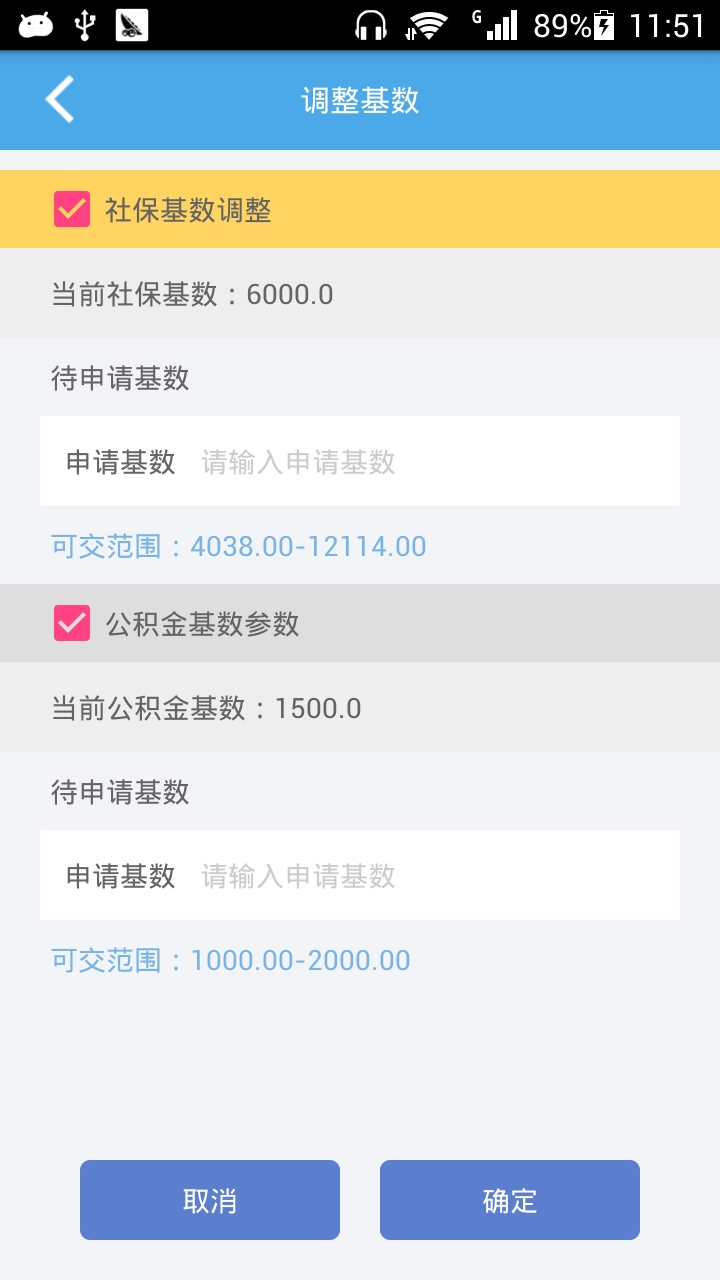 G 89% 11:51
调整基数
社保基数调整
当前社保基数：6000.0
待申请基数
申请基数 请输入申请基数
可交范围：4038.00-12114.00
公积金基数参数
当前公积金基数：1500.0
待申请基数
申请基数 请输入申请基数
可交范围：1000.00-2000.00
取消 确定